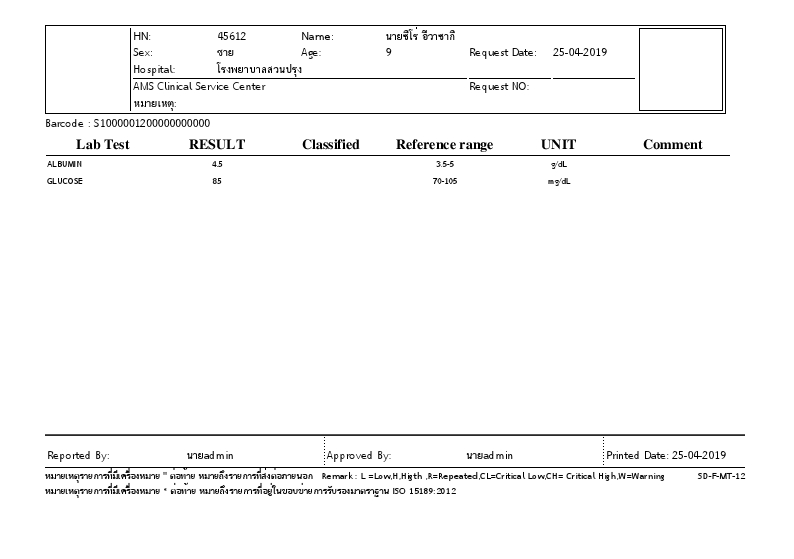 HN: 45612 Name: นายชิโร่ อิวาซากิ
Sex: ชาย Age: 9 Request Date: 25-04-2019
Hospital: โรงพยาบาลสวนปรุง
AMS Clinical Service Center Request NO:
หมายเหตุ:
Barcode : S1000001200000000000
Lab Test RESULT Classified Reference range UNIT Comment
ALBUMIN 4.5 3.5-5 g/dL
GLUCOSE 85 70-105 mg/dL
Reported By: นายadmin Approved By: นายadmin Printed Date: 25-04-2019
หมายเหตุรายการที่มีเครื่องหมาย " ต่อท้าย หมายถึงรายการที่ส่งต่อภายนอก Remark : L =Low,H,Higth ,R=Repeated,CL=Critical Low,CH= Critical High,W=Warning SD-F-MT-12
หมายเหตุรายการที่มีเครื่องหมาย * ต่อท้าย หมายถึงรายการที่อยู่ในขอบข่ายการรับรองมาตราฐาน ISO 15189:2012